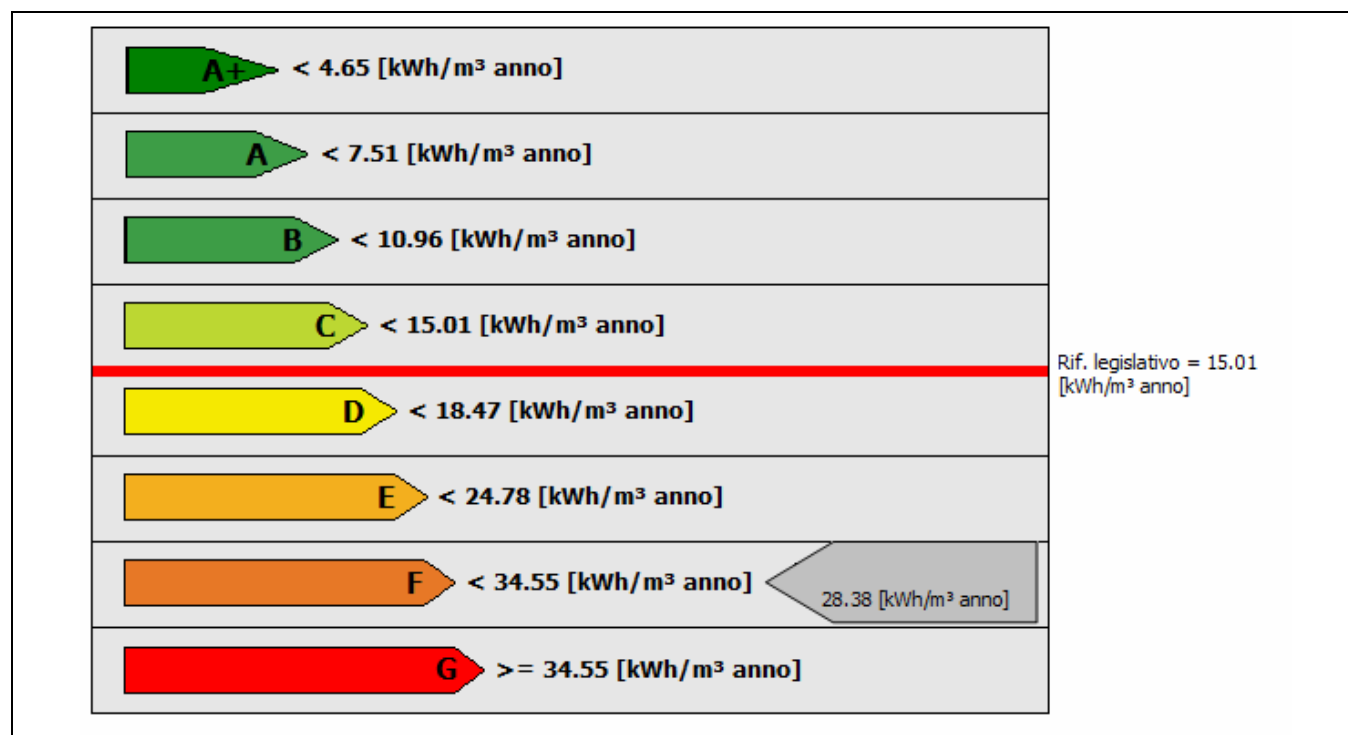 A+ < 4.65 [kWh/m³ anno]
A < 7.51 [kWh/m³ anno]
B < 10.96 [kWh/m³ anno]
C < 15.01 [kWh/m³ anno]
Rif. legislativo = 15.01
[kWh/m³ anno]
D < 18.47 [kWh/m³ anno]
E < 24.78 [kWh/m³ anno]
F < 34.55 [kWh/m³ anno] 28.38 [kWh/m³ anno]
G >= 34.55 [kWh/m³ anno]